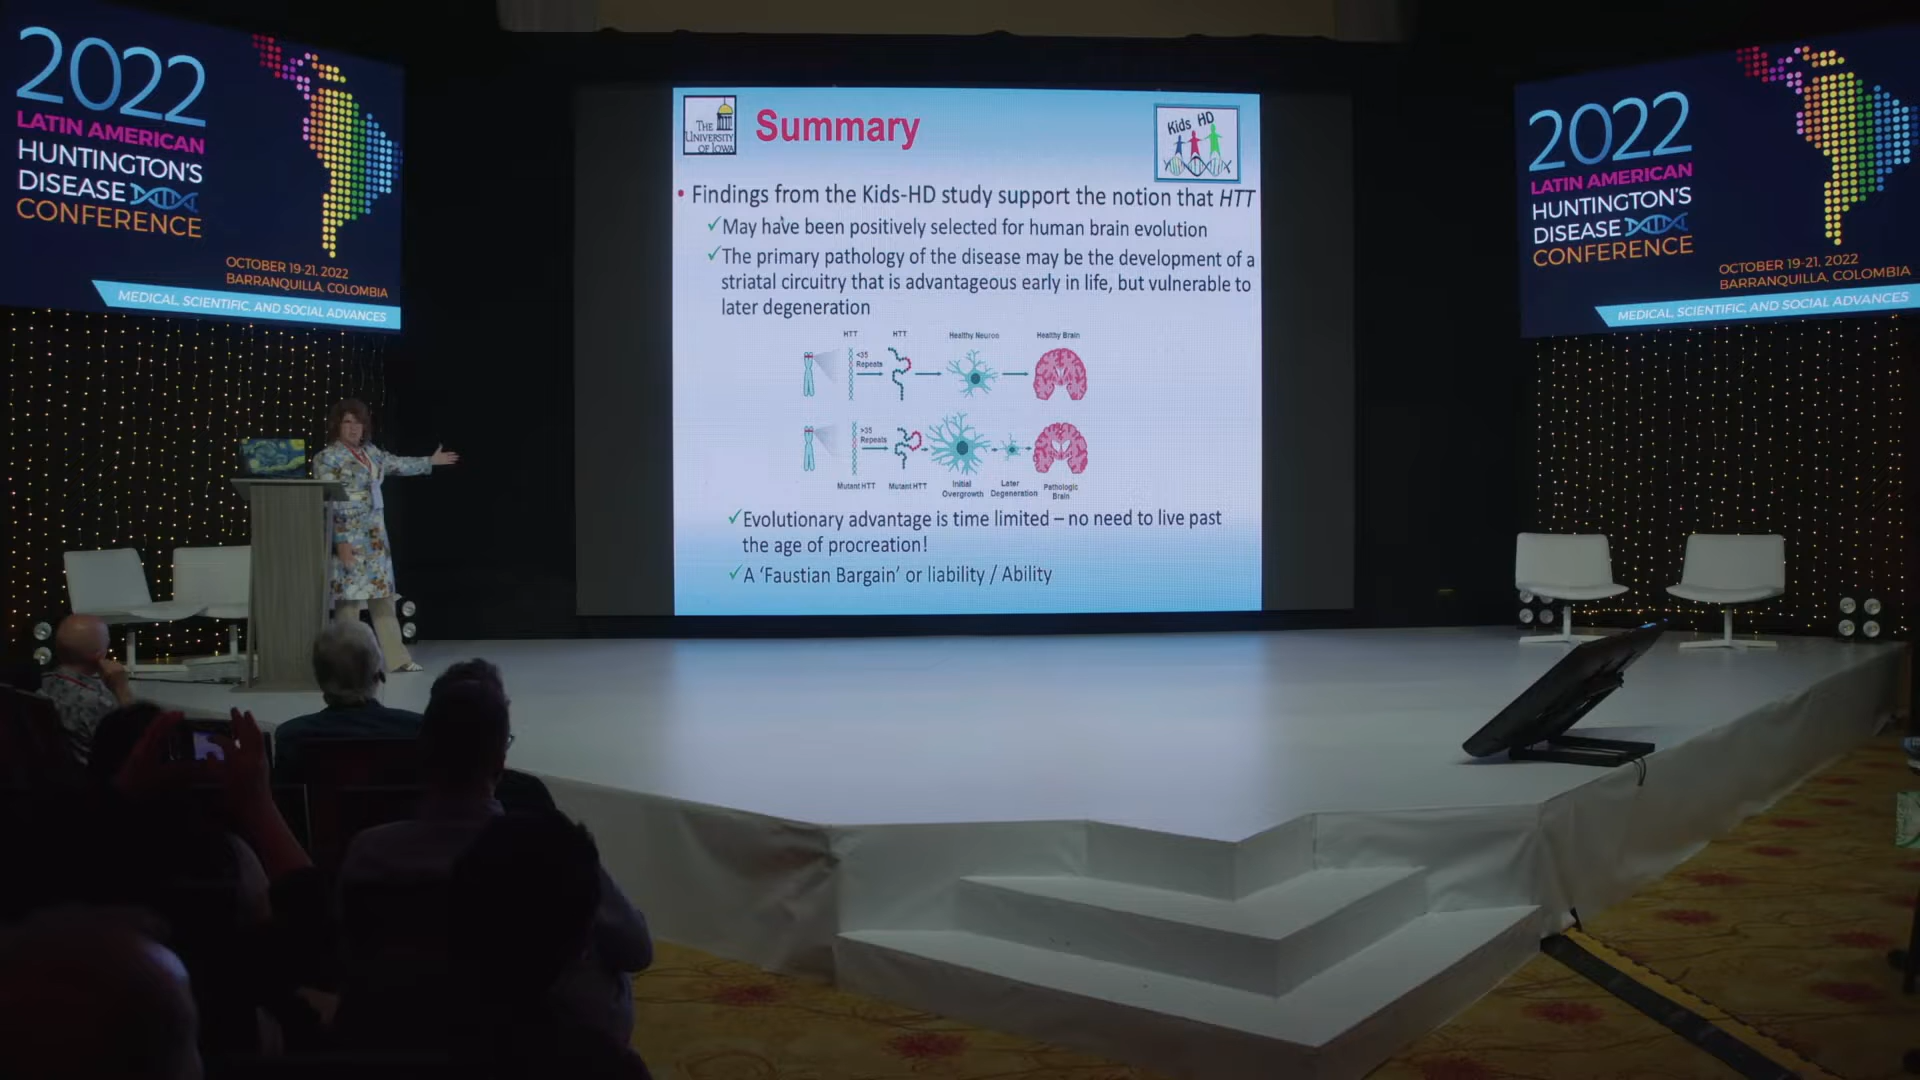 2022
LATIN AMERICAN
HUNTINGTON'S
DISEASE
CONFERENCE
OCTOBER 19-21, 2022
BARRANQUILLA, COLOMBIA
MEDICAL, SCIENTIFIC, AND SOCIAL ADVANCES
THE
UNIVERSITY
OF IOWA
Summary
Kids HD
• Findings from the Kids-HD study support the notion that HTT
✓May have been positively selected for human brain evolution
✓The primary pathology of the disease may be the development of a
striatal circuitry that is advantageous early in life, but vulnerable to
later degeneration
HTT HTT Healthy Neuron Healthy Brain
<35
Repeats
>35
Repeats
Mutant HTT Mutant HTT Initial Overgrowth Later Degeneration Pathologic Brain
✓Evolutionary advantage is time limited – no need to live past
the age of procreation!
✓A ‘Faustian Bargain’ or liability / Ability
2022
LATIN AMERICAN
HUNTINGTON'S
DISEASE
CONFERENCE
OCTOBER 19-21, 2022
BARRANQUILLA, COLOMBIA
MEDICAL, SCIENTIFIC, AND SOCIAL ADVANCES